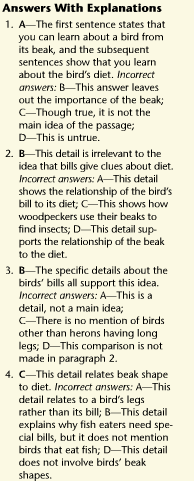 Answers With Explanations
1. A—The first sentence states that
you can learn about a bird from
its beak, and the subsequent
sentences show that you learn
about the bird's diet. Incorrect
answers: B—This answer leaves
out the importance of the beak;
C—Though true, it is not the
main idea of the passage;
D—This is untrue.
2. B—This detail is irrelevant to the
idea that bills give clues about diet.
Incorrect answers: A—This detail
shows the relationship of the bird's
bill to its diet; C—This shows how
woodpeckers use their beaks to
find insects; D—This detail sup-
ports the relationship of the beak
to the diet.
3. B—The specific details about the
birds' bills all support this idea.
Incorrect answers: A—This is a
detail, not a main idea;
C—There is no mention of birds
other than herons having long
legs; D—This comparison is not
made in paragraph 2.
4. C—This detail relates beak shape
to diet. Incorrect answers: A—This
detail relates to a bird's legs
rather than its bill; B—This detail
explains why fish eaters need spe-
cial bills, but it does not mention
birds that eat fish; D—This detail
does not involve birds' beak
shapes.